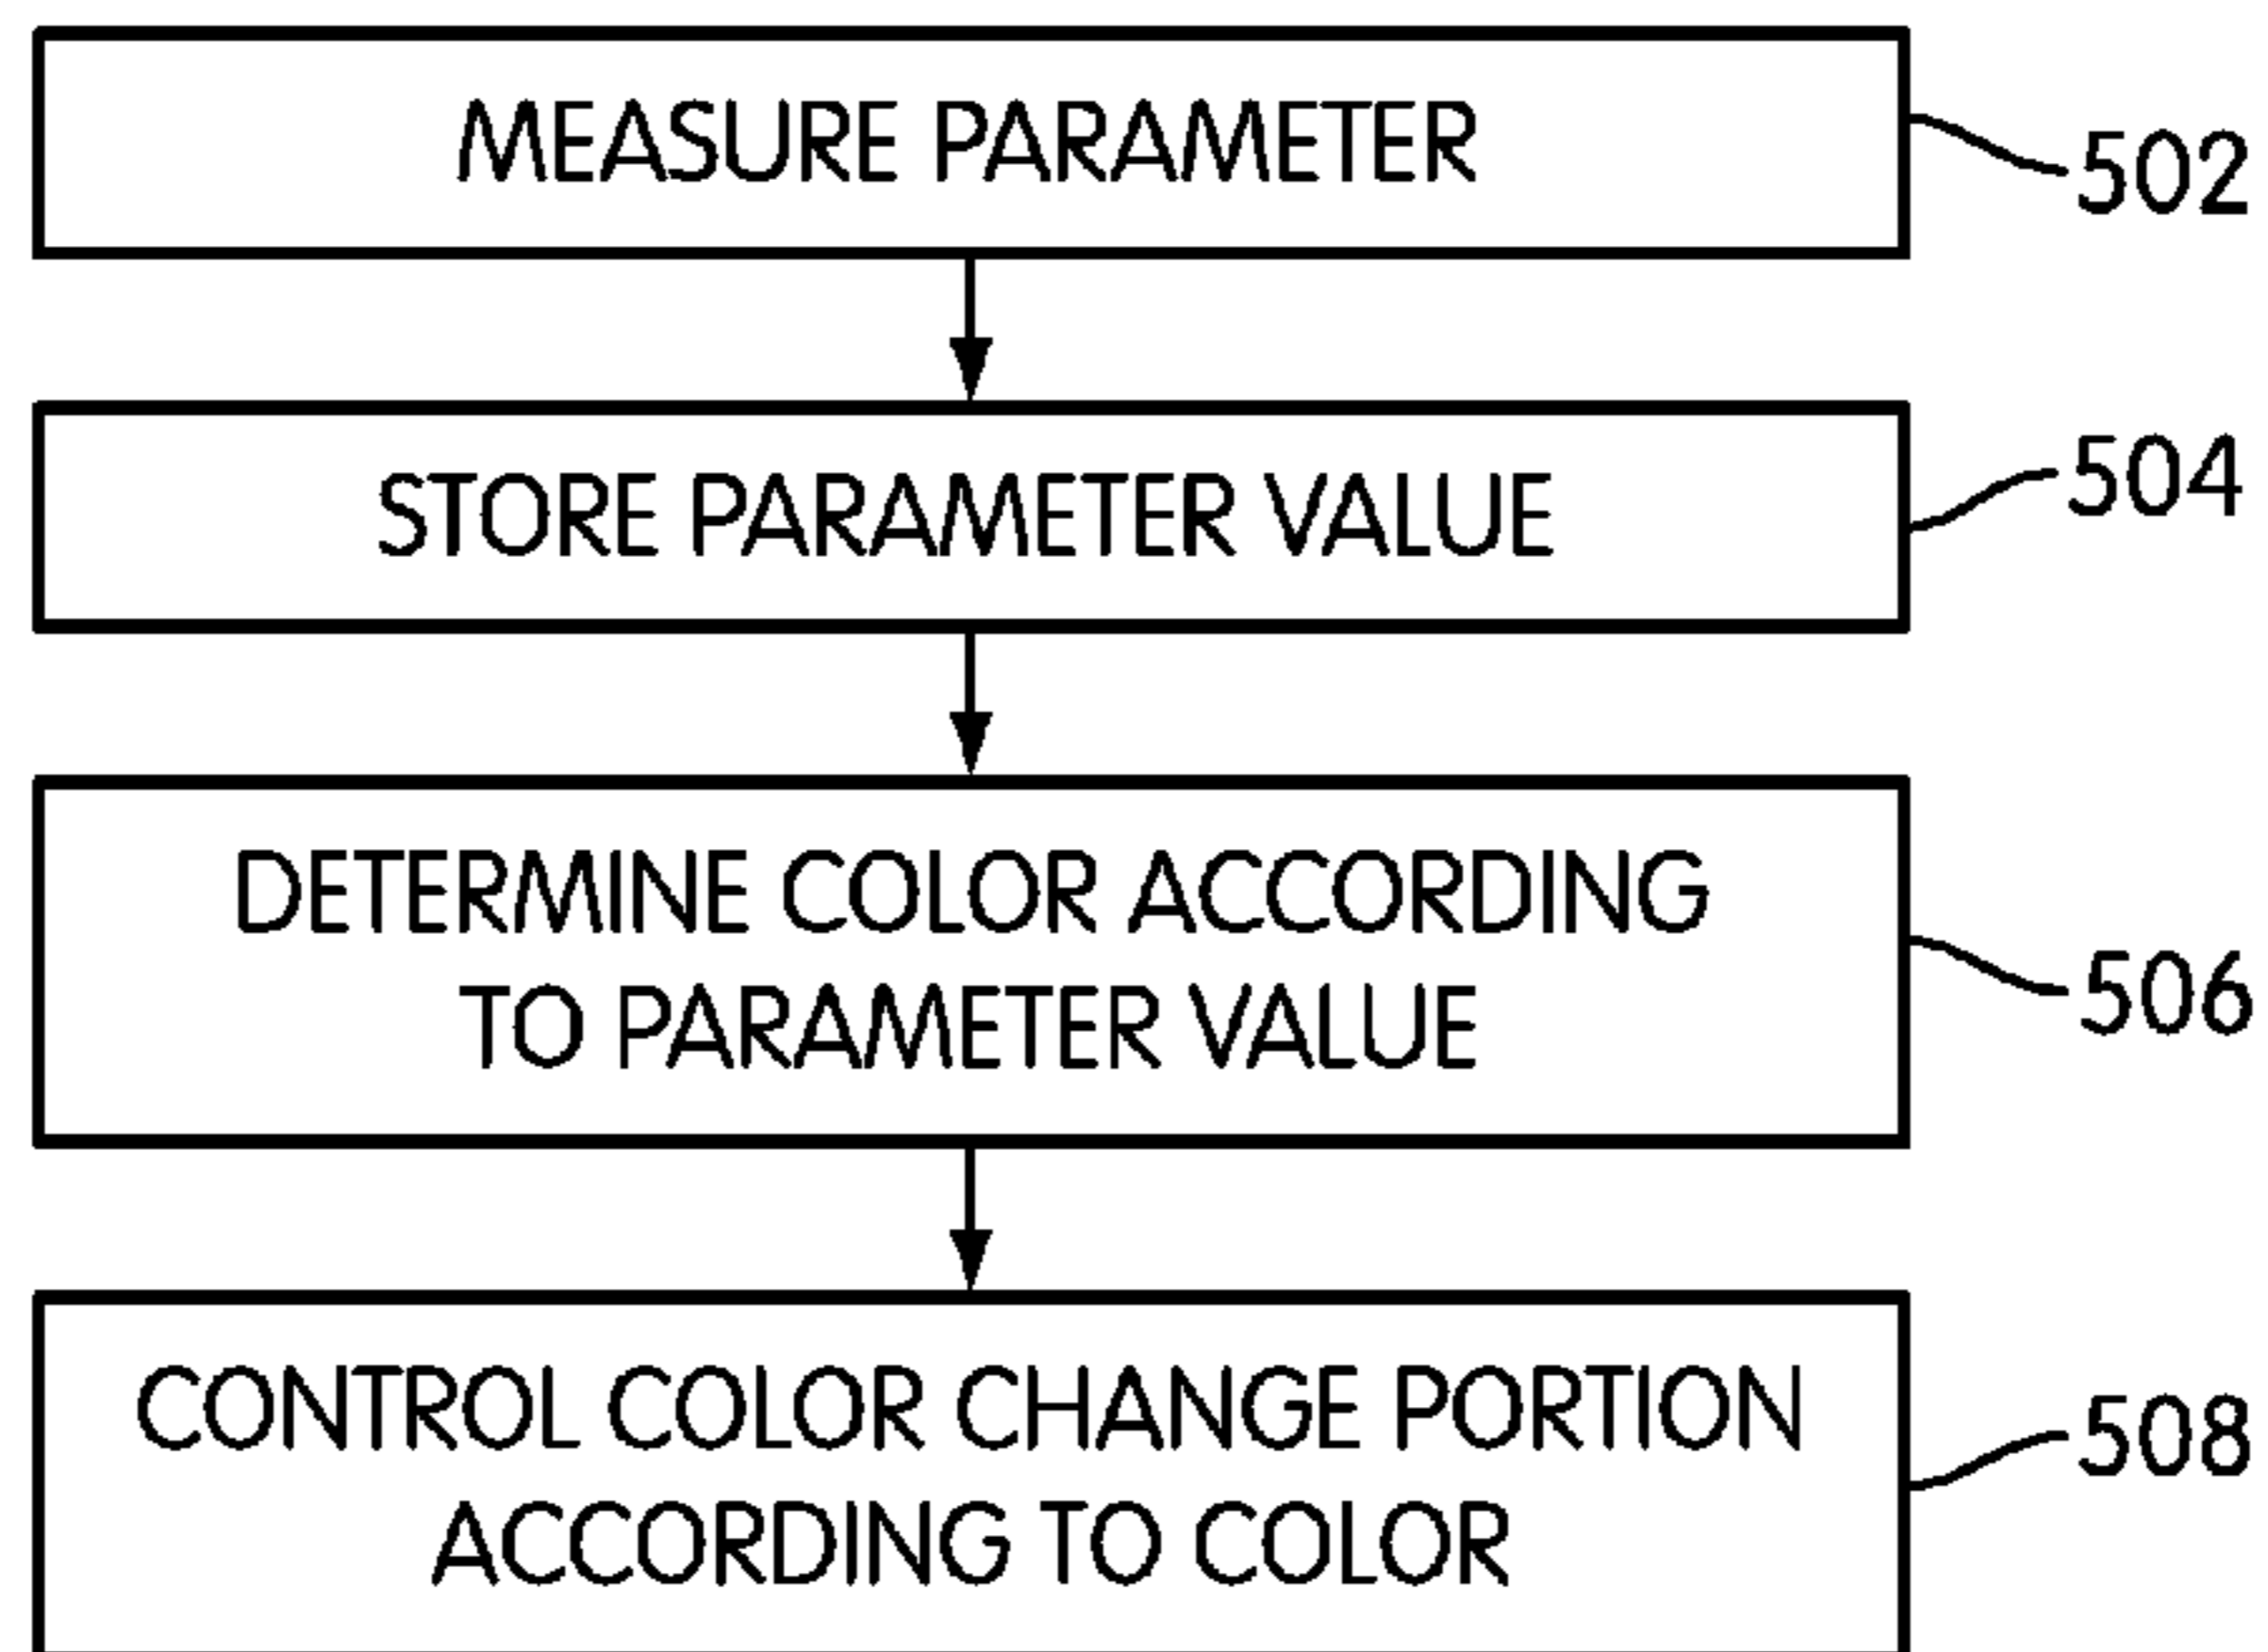 MEASURE PARAMETER
502
STORE PARAMETER VALUE
504
DETERMINE COLOR ACCORDING
TO PARAMETER VALUE
506
CONTROL COLOR CHANGE PORTION
ACCORDING TO COLOR
508